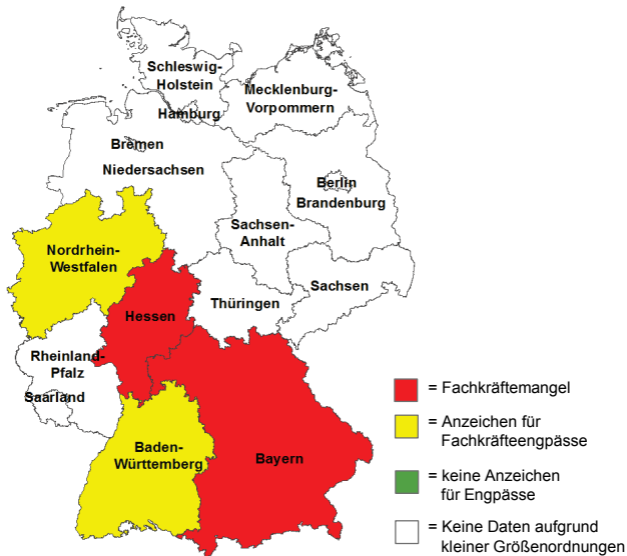 Schleswig-
Holstein
Mecklenburg-
Vorpommern
Hamburg
Bremen
Niedersachsen
Berlin
Brandenburg
Sachsen-
Anhalt
Nordrhein-
Westfalen
Sachsen
Thüringen
Hessen
Rheinland-
Pfalz
Saarland
Baden-
Württemberg
Bayern
= Fachkräftemangel
= Anzeichen für
Fachkräfteengpässe
= keine Anzeichen
für Engpässe
= Keine Daten aufgrund
kleiner Größenordnungen